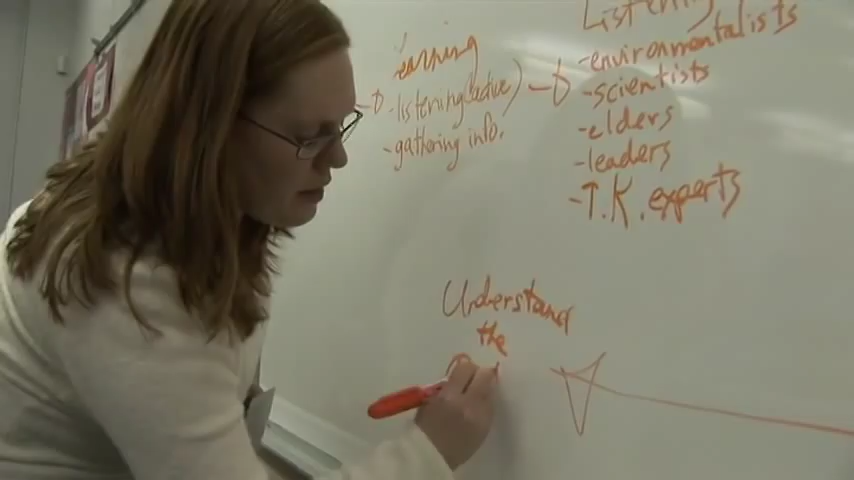 learning
-listening(active)
-gathering info.
Listening
-environmentalists
-scientists
-elders
-leaders
-T.K. experts
Understand
the